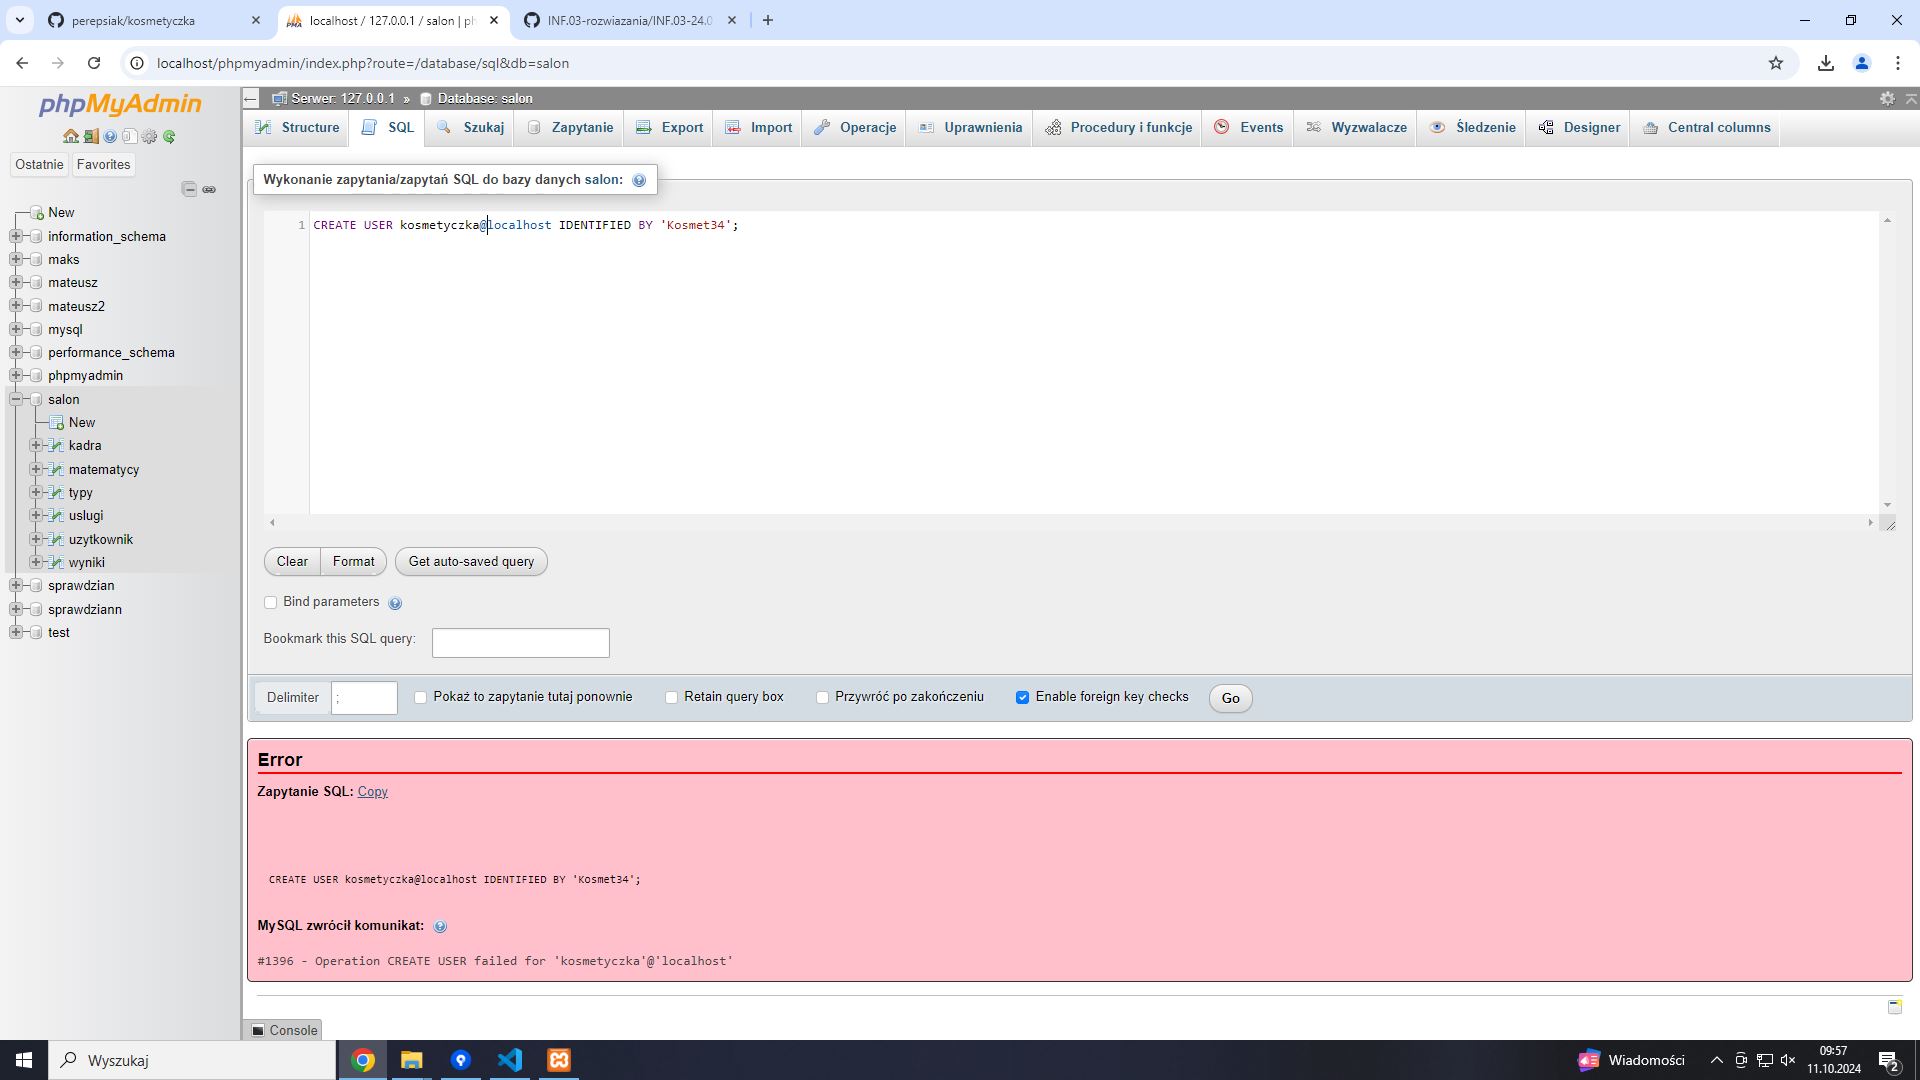 perepsiak/kosmetyczka
localhost / 127.0.0.1 / salon | ph
INF.03-rozwiazania/INF.03-24.0
localhost/phpmyadmin/index.php?route=/database/sql&db=salon
phpMyAdmin
Ostatnie
Favorites
New
information_schema
maks
mateusz
mateusz2
mysql
performance_schema
phpmyadmin
salon
New
kadra
matematycy
typy
uslugi
uzytkownik
wyniki
sprawdzian
sprawdziann
test
Serwer: 127.0.0.1 » Database: salon
Structure
SQL
Szukaj
Zapytanie
Export
Import
Operacje
Uprawnienia
Procedury i funkcje
Events
Wyzwalacze
Śledzenie
Designer
Central columns
Wykonanie zapytania/zapytań SQL do bazy danych salon:
1 CREATE USER kosmetyczka@localhost IDENTIFIED BY 'Kosmet34';
Clear
Format
Get auto-saved query
Bind parameters
Bookmark this SQL query:
Delimiter ;
Pokaż to zapytanie tutaj ponownie
Retain query box
Przywróć po zakończeniu
Enable foreign key checks
Go
Error
Zapytanie SQL: Copy
CREATE USER kosmetyczka@localhost IDENTIFIED BY 'Kosmet34';
MySQL zwrócił komunikat:
#1396 - Operation CREATE USER failed for 'kosmetyczka'@'localhost'
Console
Wyszukaj
Wiadomości
09:57
11.10.2024
2